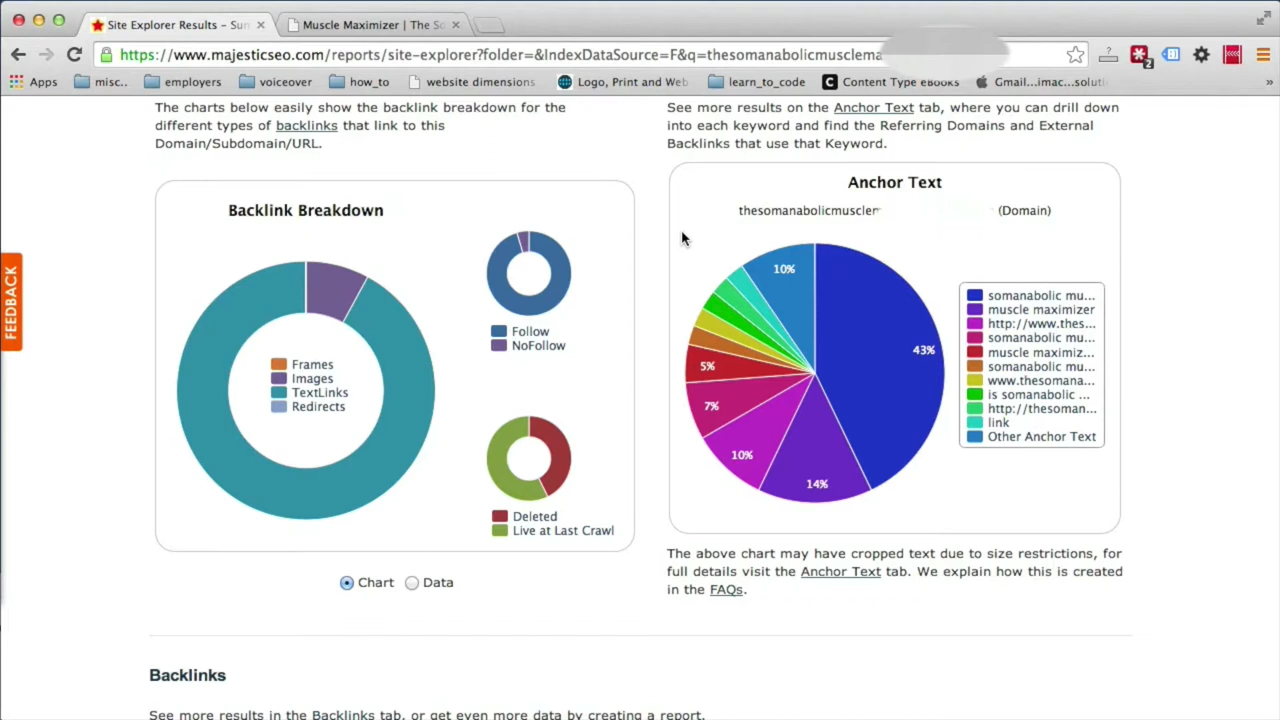 Site Explorer Results – Sun
Muscle Maximizer | The So
https://www.majesticseo.com/reports/site-explorer?folder=&IndexDataSource=F&q=thesomanabolicmusclema
2
Apps
misc..
employers
voiceover
how_to
website dimensions
Logo, Print and Web
learn_to_code
Content Type eBooks
Gmail...imac...soluti
»
FEEDBACK
The charts below easily show the backlink breakdown for the
different types of backlinks that link to this
Domain/Subdomain/URL.
Backlink Breakdown
Frames
Images
TextLinks
Redirects
Follow
NoFollow
Deleted
Live at Last Crawl
Chart
Data
See more results on the Anchor Text tab, where you can drill down
into each keyword and find the Referring Domains and External
Backlinks that use that Keyword.
Anchor Text
thesomanabolicmuscler (Domain)
10%
43%
5%
7%
10%
14%
somanabolic mu...
muscle maximizer
http://www.thes...
somanabolic mu...
muscle maximiz...
somanabolic mu...
www.thesomana...
is somanabolic ...
http://thesoman...
link
Other Anchor Text
The above chart may have cropped text due to size restrictions, for
full details visit the Anchor Text tab. We explain how this is created
in the FAQs.
Backlinks
See more results in the Backlinks tab, or get even more data by creating a report.